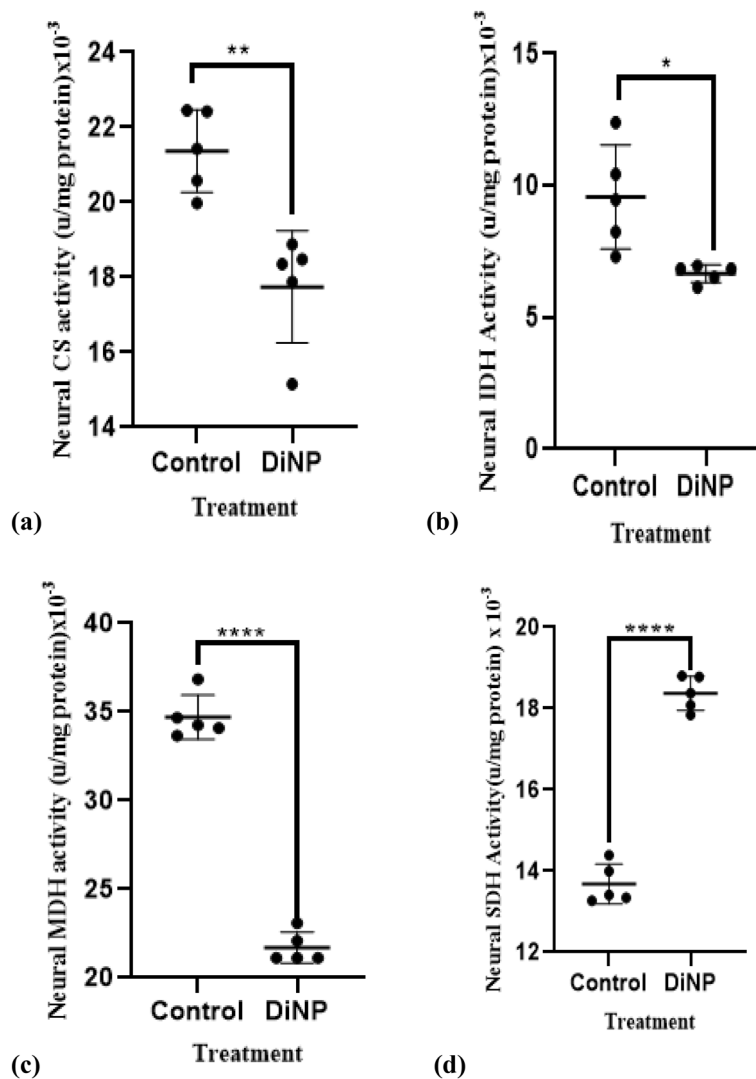 Neural CS activity (u/mg protein)x10-3
24
22
20
18
16
14
**
Control DiNP
Treatment
(a)
Neural IDH Activity (u/mg protein)x10-3
15
10
5
0
*
Control DiNP
Treatment
(b)
Neural MDH activity (u/mg protein)x10-3
40
35
30
25
20
****
Control DiNP
Treatment
(c)
Neural SDH Activity(u/mg protein) x 10-3
20
18
16
14
12
****
Control DiNP
Treatment
(d)